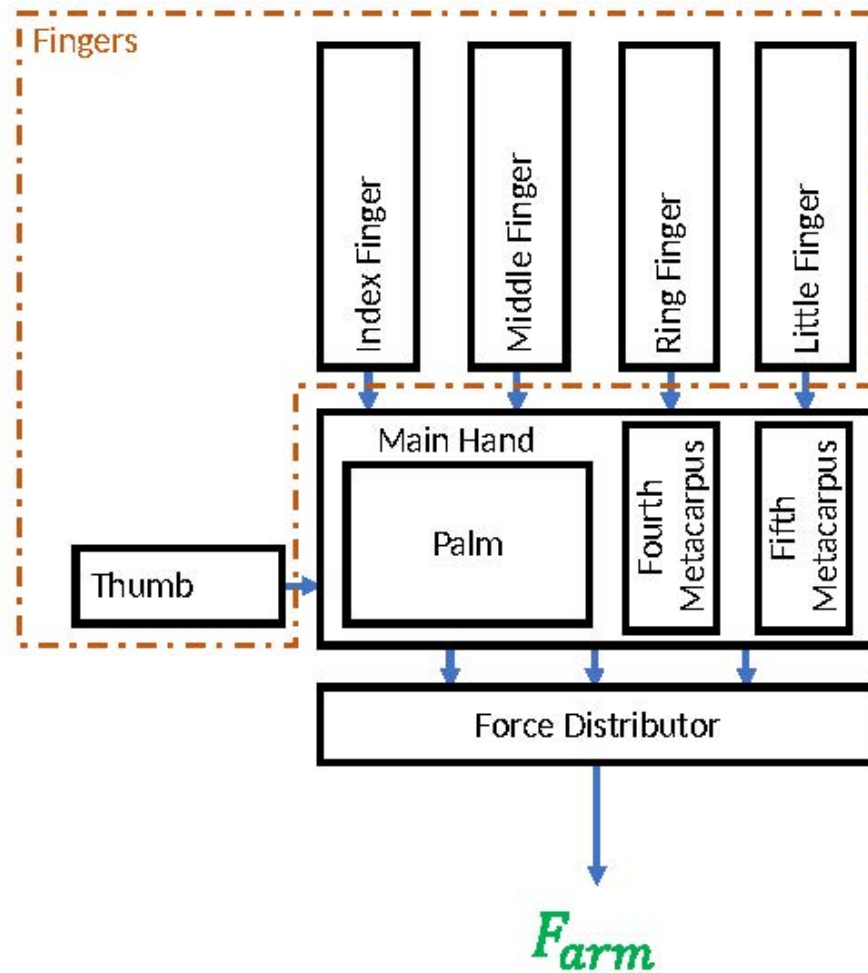 Fingers
Index Finger
Middle Finger
Ring Finger
Little Finger
Main Hand
Palm
Fourth
Metacarpus
Fifth
Metacarpus
Thumb
Force Distributor
F_arm